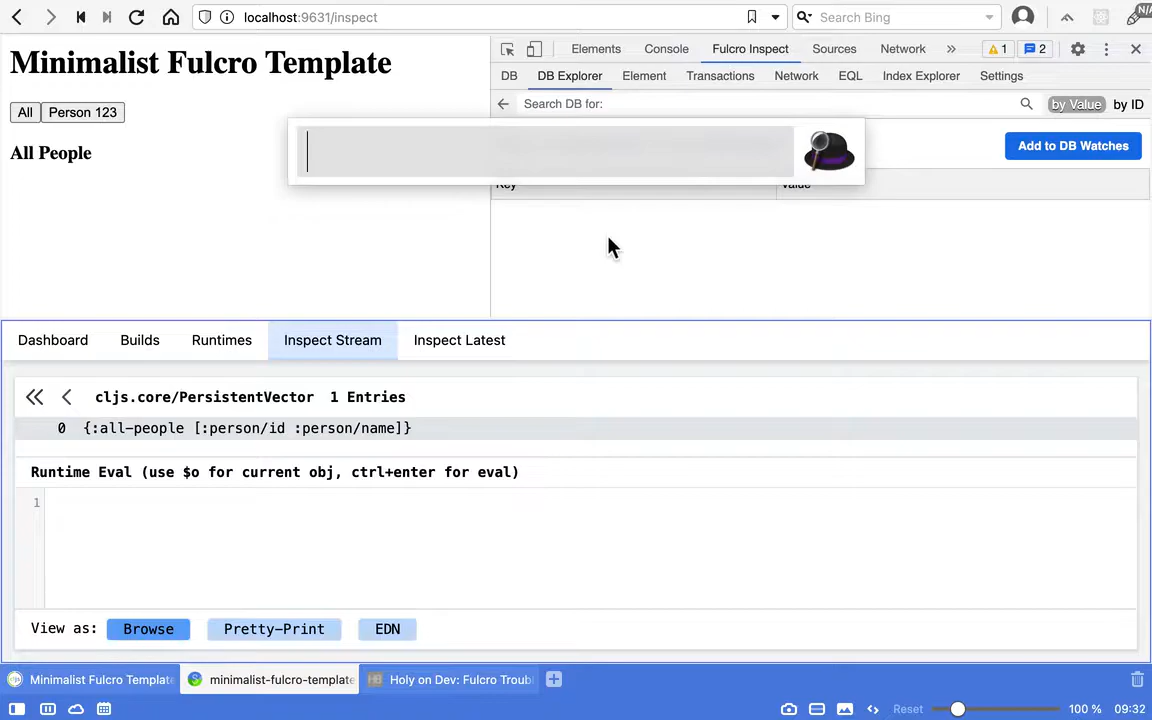 localhost:9631/inspect
Search Bing
N/A
Minimalist Fulcro Template
All
Person 123
All People
Elements
Console
Fulcro Inspect
Sources
Network
»
1
2
DB
DB Explorer
Element
Transactions
Network
EQL
Index Explorer
Settings
Search DB for:
by Value
by ID
Add to DB Watches
Key
Value
Dashboard
Builds
Runtimes
Inspect Stream
Inspect Latest
cljs.core/PersistentVector 1 Entries
0 {:all-people [:person/id :person/name]}
Runtime Eval (use $o for current obj, ctrl+enter for eval)
1
View as:
Browse
Pretty-Print
EDN
Minimalist Fulcro Template
minimalist-fulcro-template
Holy on Dev: Fulcro Troubl
Reset
100 %
09:32